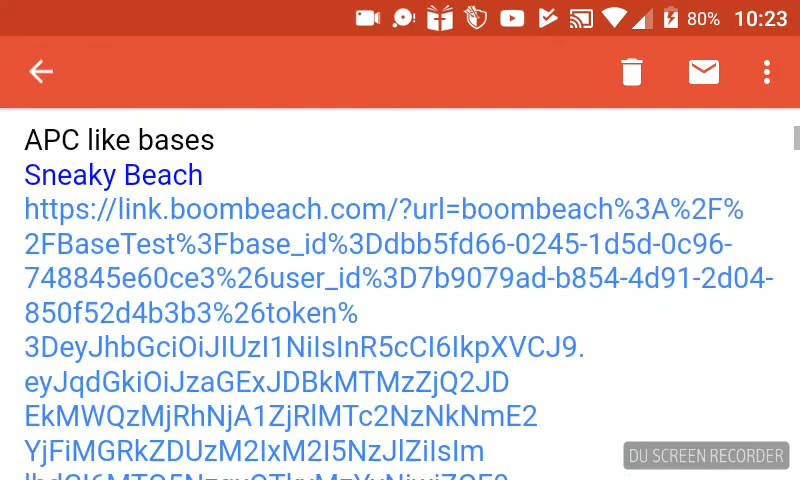 80% 10:23
APC like bases
Sneaky Beach
https://link.boombeach.com/?url=boombeach%3A%2F%
2FBaseTest%3Fbase_id%3Ddbb5fd66-0245-1d5d-0c96-
748845e60ce3%26user_id%3D7b9079ad-b854-4d91-2d04-
850f52d4b3b3%26token%
3DeyJhbGciOiJIUzI1NiIsInR5cCI6IkpXVCJ9.
eyJqdGkiOiJzaGExJDBkMTMzZjQ2JD
EkMWQzMjRhNjA1ZjRlMTc2NzNkNmE2
YjFiMGRkZDUzM2IxM2I5NzJlZiIsIm
DU SCREEN RECORDER